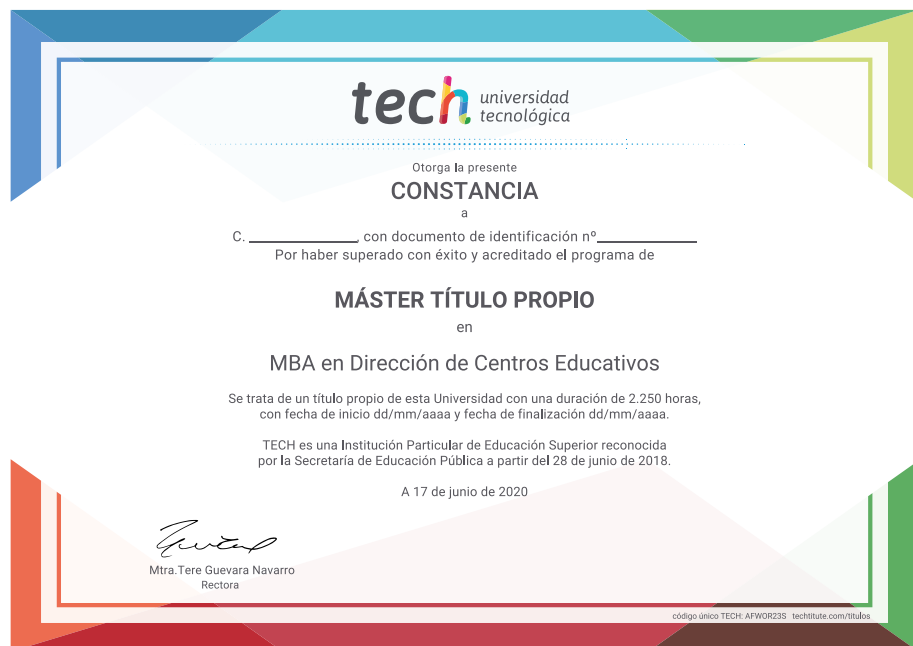 tech universidad
tecnológica
Otorga la presente
CONSTANCIA
a
C. ____________, con documento de identificación nº____________
Por haber superado con éxito y acreditado el programa de
MÁSTER TÍTULO PROPIO
en
MBA en Dirección de Centros Educativos
Se trata de un título propio de esta Universidad con una duración de 2.250 horas,
con fecha de inicio dd/mm/aaaa y fecha de finalización dd/mm/aaaa.
TECH es una Institución Particular de Educación Superior reconocida
por la Secretaría de Educación Pública a partir del 28 de junio de 2018.
A 17 de junio de 2020
Mtra.Tere Guevara Navarro
Rectora
código único TECH: AFWOR23S techtitute.com/titulos